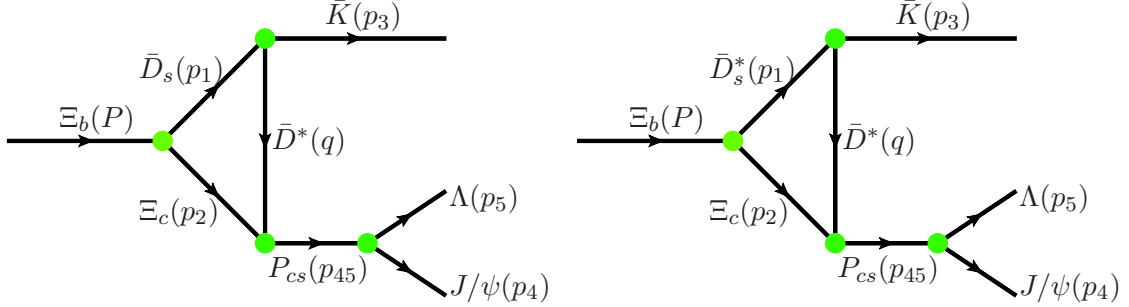 K̄(p₃)
D̄ₛ(p₁)
Ξ_b(P)
D̄*(q)
Λ(p₅)
Ξ_c(p₂)
P_cs(p₄₅)
J/ψ(p₄)
K̄(p₃)
D̄ₛ*(p₁)
Ξ_b(P)
D̄*(q)
Λ(p₅)
Ξ_c(p₂)
P_cs(p₄₅)
J/ψ(p₄)